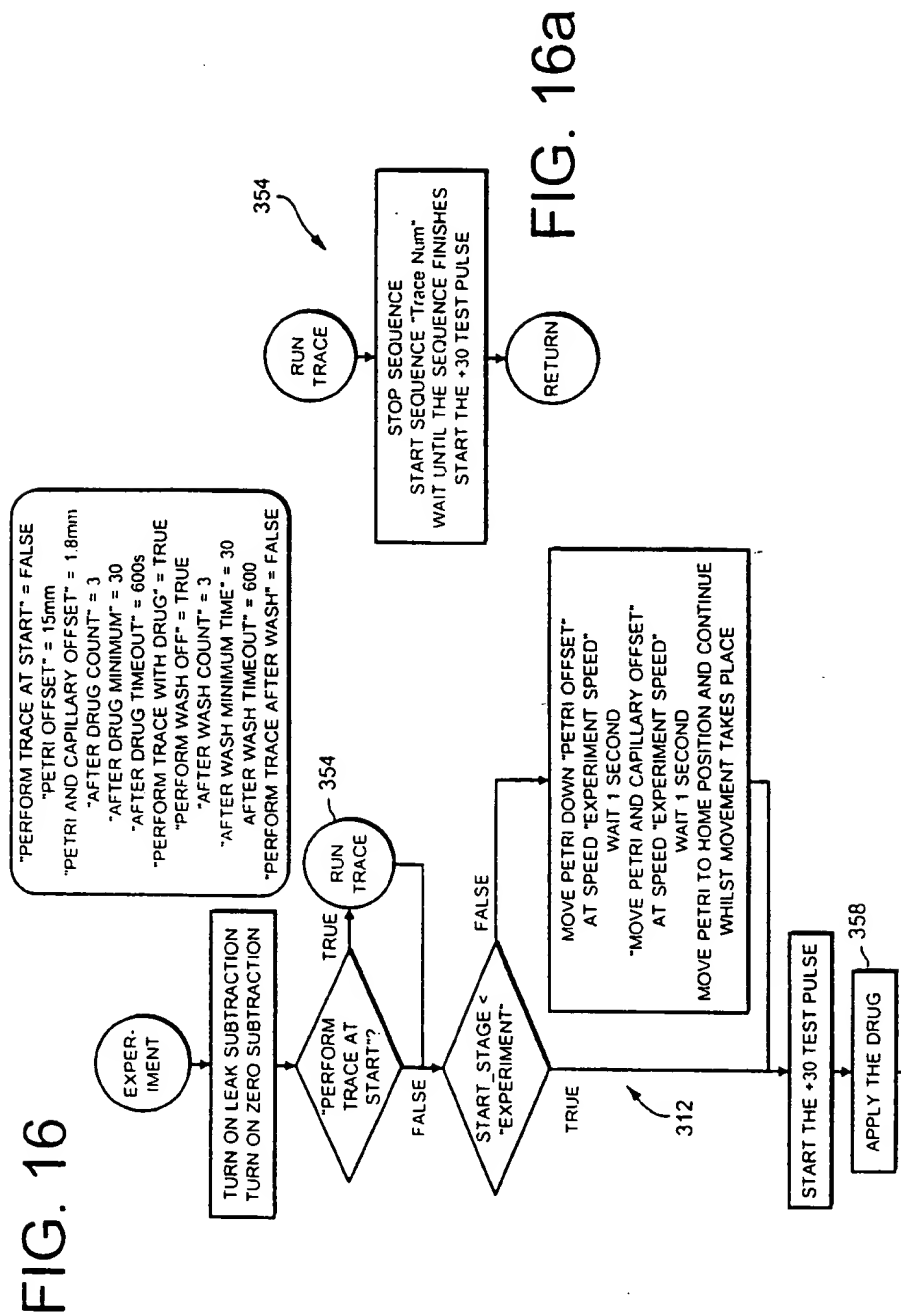 FIG. 16
EXPER-
IMENT
TURN ON LEAK SUBTRACTION
TURN ON ZERO SUBTRACTION
"PERFORM
TRACE AT
START"?
TRUE
FALSE
RUN
TRACE
354
START_STAGE <
"EXPERIMENT"
FALSE
TRUE
312
MOVE PETRI DOWN "PETRI OFFSET"
AT SPEED "EXPERIMENT SPEED"
WAIT 1 SECOND
"MOVE PETRI AND CAPILLARY OFFSET"
AT SPEED "EXPERIMENT SPEED"
WAIT 1 SECOND
MOVE PETRI TO HOME POSITION AND CONTINUE
WHILST MOVEMENT TAKES PLACE
START THE +30 TEST PULSE
APPLY THE DRUG
358
"PERFORM TRACE AT START" = FALSE
"PETRI OFFSET" = 15mm
"PETRI AND CAPILLARY OFFSET" = 1.8mm
"AFTER DRUG COUNT" = 3
"AFTER DRUG MINIMUM" = 30
"AFTER DRUG TIMEOUT" = 600s
"PERFORM TRACE WITH DRUG" = TRUE
"PERFORM WASH OFF" = TRUE
"AFTER WASH COUNT" = 3
"AFTER WASH MINIMUM TIME" = 30
AFTER WASH TIMEOUT" = 600
"PERFORM TRACE AFTER WASH" = FALSE
RUN
TRACE
354
STOP SEQUENCE
START SEQUENCE "Trace Num"
WAIT UNTIL THE SEQUENCE FINISHES
START THE +30 TEST PULSE
RETURN
FIG. 16a